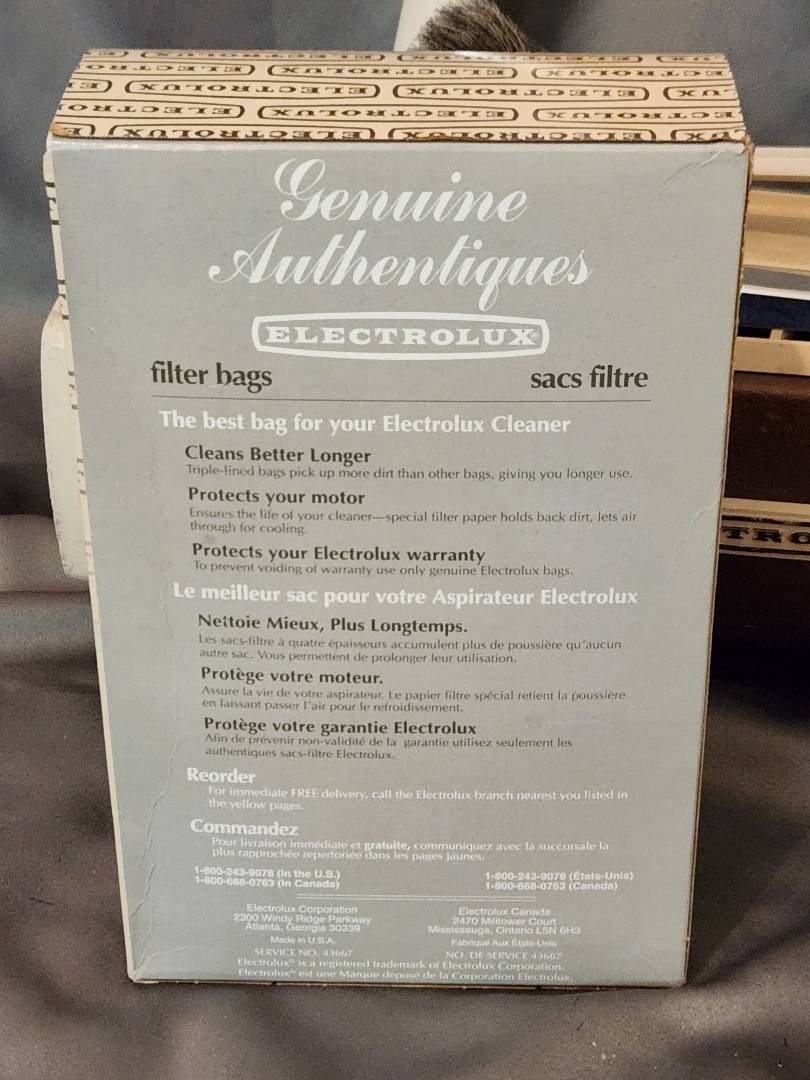 ELECTROLUX ELECTROLUX ELECTROLUX
ELECTROLUX ELECTROLUX
ELECTROLUX ELECTROLUX ELECTROLUX
ELECTROLUX ELECTROLUX
Genuine
Authentiques
ELECTROLUX®
filter bags sacs filtre
The best bag for your Electrolux Cleaner
Cleans Better Longer
Triple-lined bags pick up more dirt than other bags, giving you longer use.
Protects your motor
Ensures the life of your cleaner—special filter paper holds back dirt, lets air
through for cooling.
Protects your Electrolux warranty
To prevent voiding of warranty use only genuine Electrolux bags.
Le meilleur sac pour votre Aspirateur Electrolux
Nettoie Mieux, Plus Longtemps.
Les sacs-filtre à quatre épaisseurs accumulent plus de poussière qu'aucun
autre sac. Vous permettent de prolonger leur utilisation.
Protège votre moteur.
Assure la vie de votre aspirateur. Le papier filtre spécial retient la poussière
en laissant passer l'air pour le refroidissement.
Protège votre garantie Electrolux
Afin de prévenir non-validité de la garantie utilisez seulement les
authentiques sacs-filtre Electrolux.
Reorder
For immediate FREE delivery, call the Electrolux branch nearest you listed in
the yellow pages.
Commandez
Pour livraison immédiate et gratuite, communiquez avec la succursale la
plus rapprochée repertoriée dans les pages jaunes.
1-800-243-9078 (In the U.S.) 1-800-243-9078 (États-Unis)
1-800-668-0763 (In Canada) 1-800-668-0763 (Canada)
Electrolux Corporation Electrolux Canada
2300 Windy Ridge Parkway 2470 Milltower Court
Atlanta, Georgia 30339 Mississauga, Ontario L5N 6H3
Made in U.S.A. Fabriqué Aux États-Unis
SERVICE NO. 43667 NO. DE SERVICE 43667
Electrolux® is a registered trademark of Electrolux Corporation.
Electrolux® est une Marque déposé de la Corporation Electrolux.
TRO